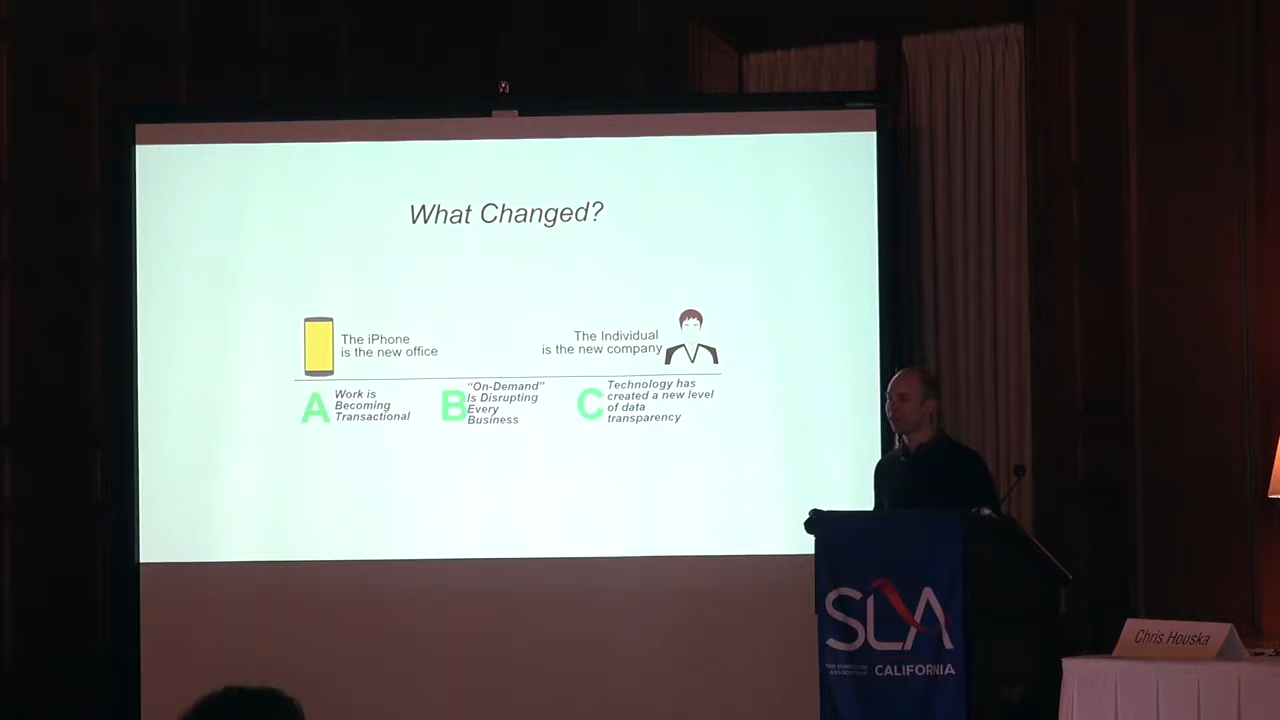 What Changed?
The iPhone
is the new office
The Individual
is the new company
A
Work is
Becoming
Transactional
B
"On-Demand"
Is Disrupting
Every
Business
C
Technology has
created a new level
of data
transparency
SLA
CALIFORNIA
Chris Houska